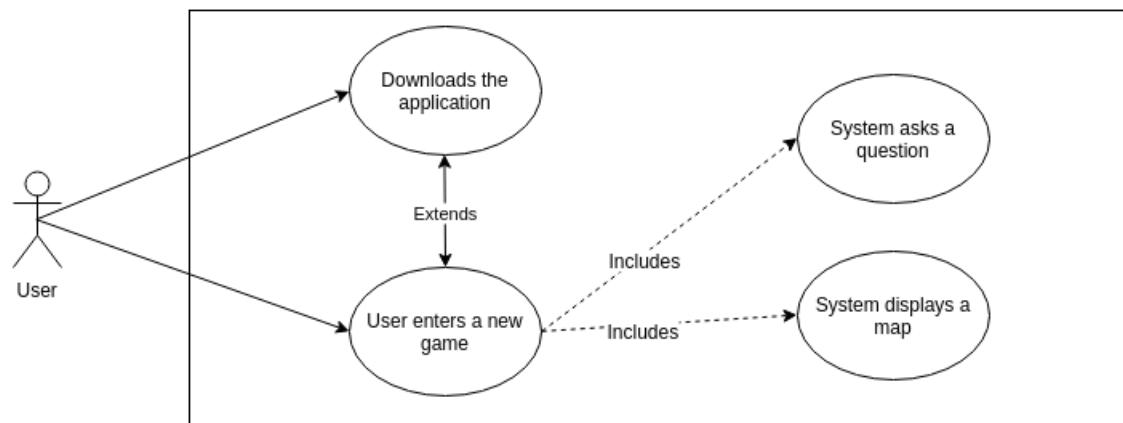 Downloads the
application
System asks a
question
Extends
Includes
User
User enters a new
game
Includes
System displays a
map